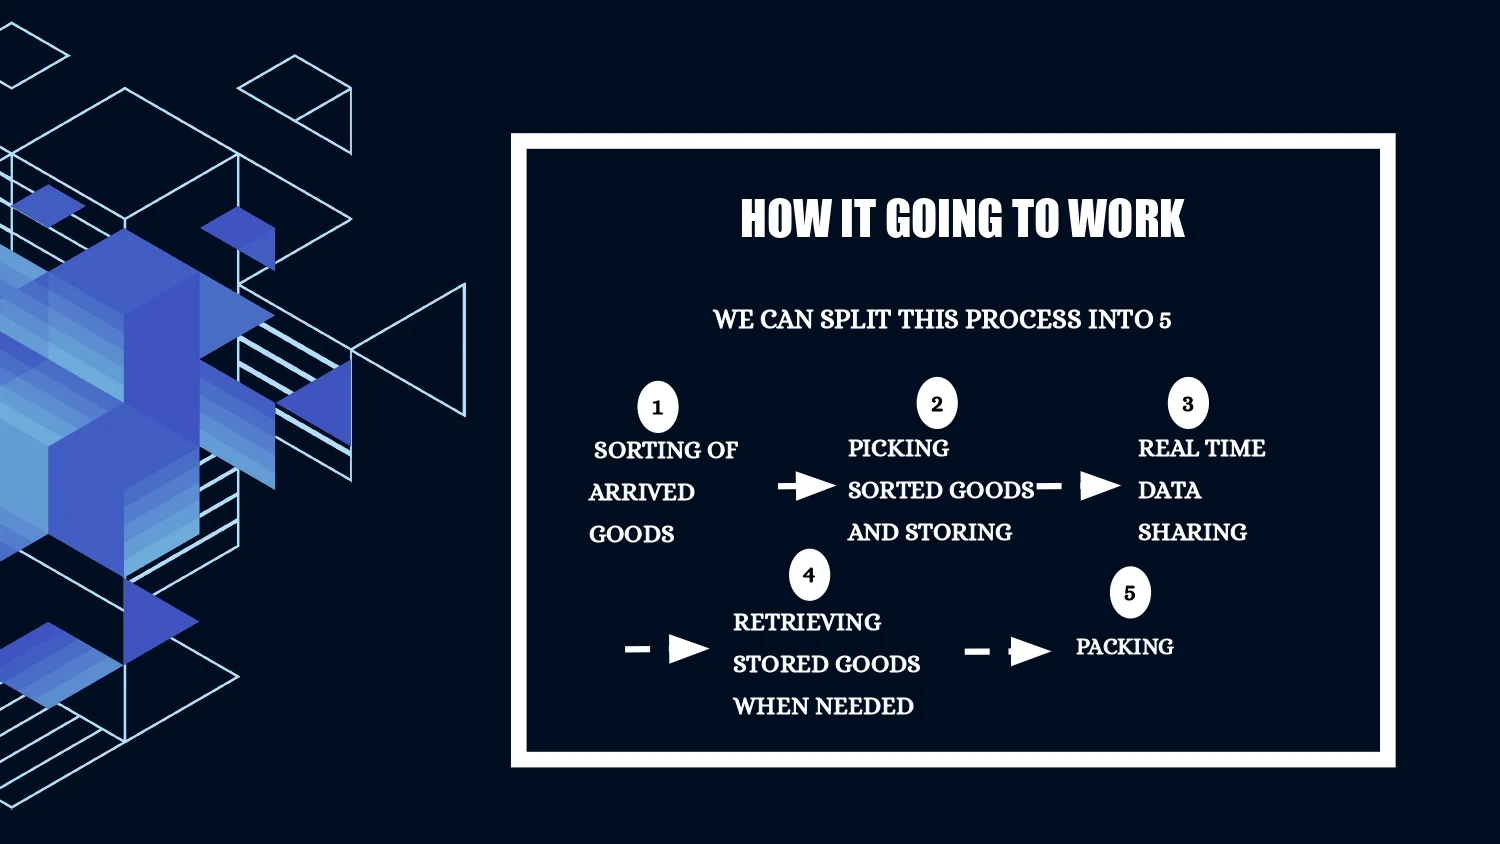 HOW IT GOING TO WORK
WE CAN SPLIT THIS PROCESS INTO 5
1
SORTING OF
ARRIVED
GOODS
2
PICKING
SORTED GOODS
AND STORING
3
REAL TIME
DATA
SHARING
4
RETRIEVING
STORED GOODS
WHEN NEEDED
5
PACKING